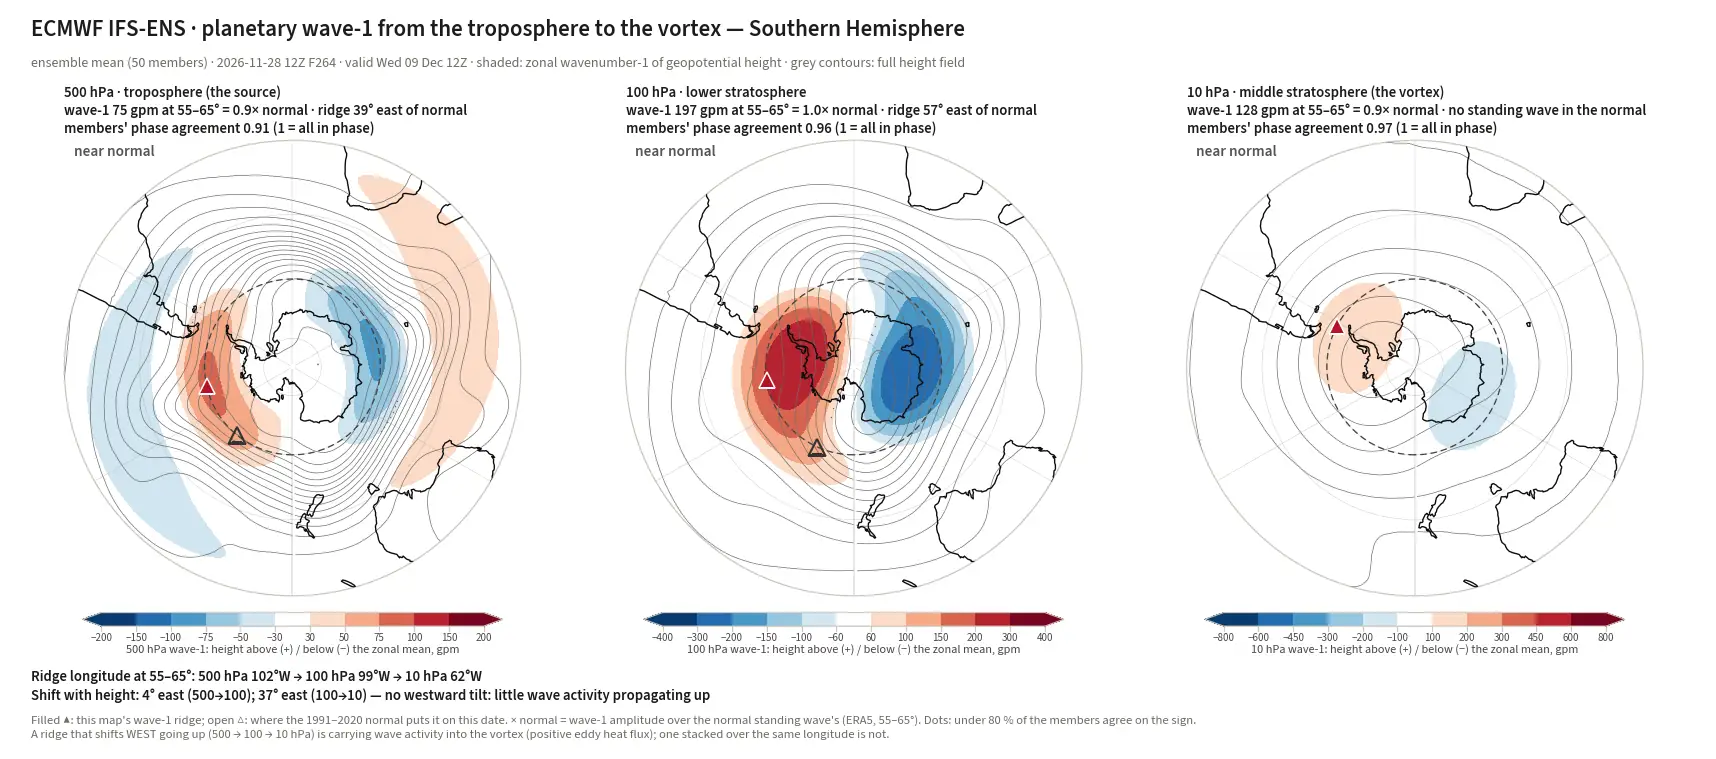 ECMWF IFS-ENS · planetary wave-1 from the troposphere to the vortex — Southern Hemisphere
ensemble mean (50 members) · 2026-11-28 12Z F264 · valid Wed 09 Dec 12Z · shaded: zonal wavenumber-1 of geopotential height · grey contours: full height field
500 hPa · troposphere (the source)
wave-1 75 gpm at 55–65° = 0.9× normal · ridge 39° east of normal
members' phase agreement 0.91 (1 = all in phase)
near normal
100 hPa · lower stratosphere
wave-1 197 gpm at 55–65° = 1.0× normal · ridge 57° east of normal
members' phase agreement 0.96 (1 = all in phase)
near normal
10 hPa · middle stratosphere (the vortex)
wave-1 128 gpm at 55–65° = 0.9× normal · no standing wave in the normal
members' phase agreement 0.97 (1 = all in phase)
near normal
−200 −150 −100 −75 −50 −30 30 50 75 100 150 200
500 hPa wave-1: height above (+) / below (−) the zonal mean, gpm
−400 −300 −200 −150 −100 −60 60 100 150 200 300 400
100 hPa wave-1: height above (+) / below (−) the zonal mean, gpm
−800 −600 −450 −300 −200 −100 100 200 300 450 600 800
10 hPa wave-1: height above (+) / below (−) the zonal mean, gpm
Ridge longitude at 55–65°: 500 hPa 102°W → 100 hPa 99°W → 10 hPa 62°W
Shift with height: 4° east (500→100); 37° east (100→10) — no westward tilt: little wave activity propagating up
Filled ▲: this map's wave-1 ridge; open △: where the 1991–2020 normal puts it on this date. × normal = wave-1 amplitude over the normal standing wave's (ERA5, 55–65°). Dots: under 80 % of the members agree on the sign.
A ridge that shifts WEST going up (500 → 100 → 10 hPa) is carrying wave activity into the vortex (positive eddy heat flux); one stacked over the same longitude is not.